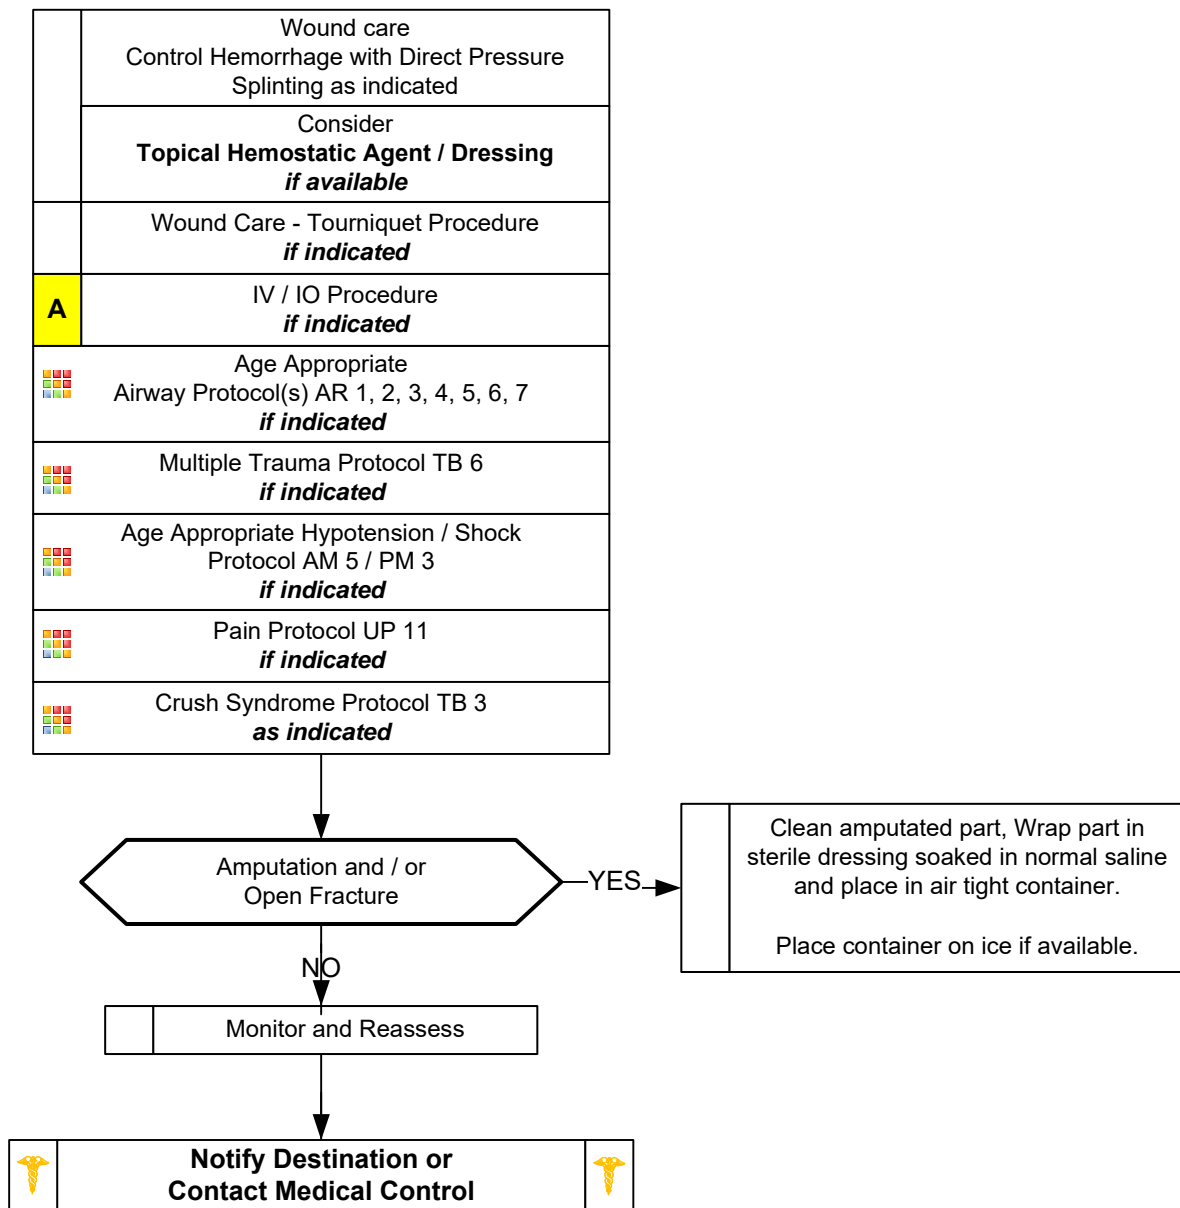 Wound care
Control Hemorrhage with Direct Pressure
Splinting as indicated
Consider
Topical Hemostatic Agent / Dressing
if available
Wound Care - Tourniquet Procedure
if indicated
A
IV / IO Procedure
if indicated
Age Appropriate
Airway Protocol(s) AR 1, 2, 3, 4, 5, 6, 7
if indicated
Multiple Trauma Protocol TB 6
if indicated
Age Appropriate Hypotension / Shock
Protocol AM 5 / PM 3
if indicated
Pain Protocol UP 11
if indicated
Crush Syndrome Protocol TB 3
as indicated
Amputation and / or
Open Fracture
YES
Clean amputated part, Wrap part in
sterile dressing soaked in normal saline
and place in air tight container.
Place container on ice if available.
NO
Monitor and Reassess
Notify Destination or
Contact Medical Control